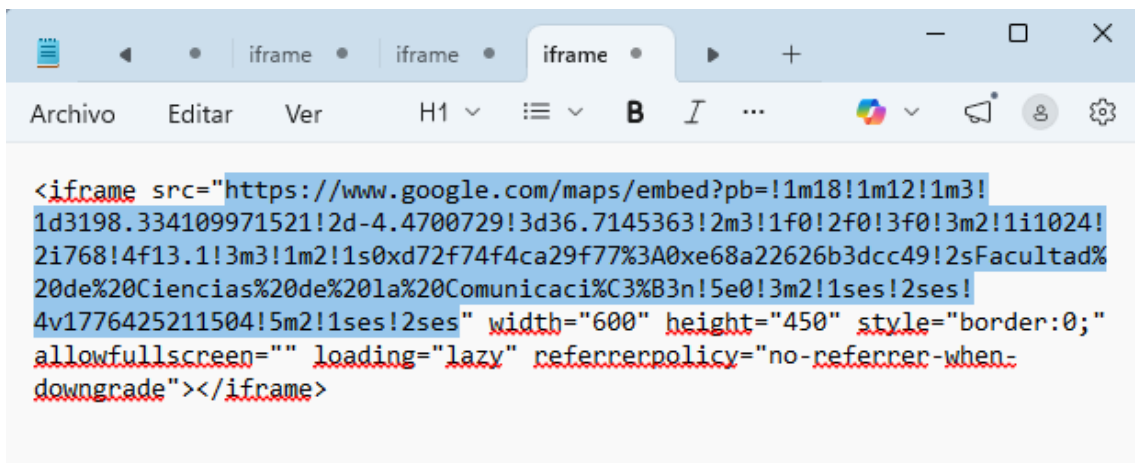 iframe
iframe
iframe
Archivo Editar Ver H1 B I ...
<iframe src="https://www.google.com/maps/embed?pb=!1m18!1m12!1m3!
1d3198.334109971521!2d-4.4700729!3d36.7145363!2m3!1f0!2f0!3f0!3m2!1i1024!
2i768!4f13.1!3m3!1m2!1s0xd72f74f4ca29f77%3A0xe68a22626b3dcc49!2sFacultad%
20de%20Ciencias%20de%20la%20Comunicaci%C3%B3n!5e0!3m2!1ses!2ses!
4v1776425211504!5m2!1ses!2ses" width="600" height="450" style="border:0;"
allowfullscreen="" loading="lazy" referrerpolicy="no-referrer-when-
downgrade"></iframe>